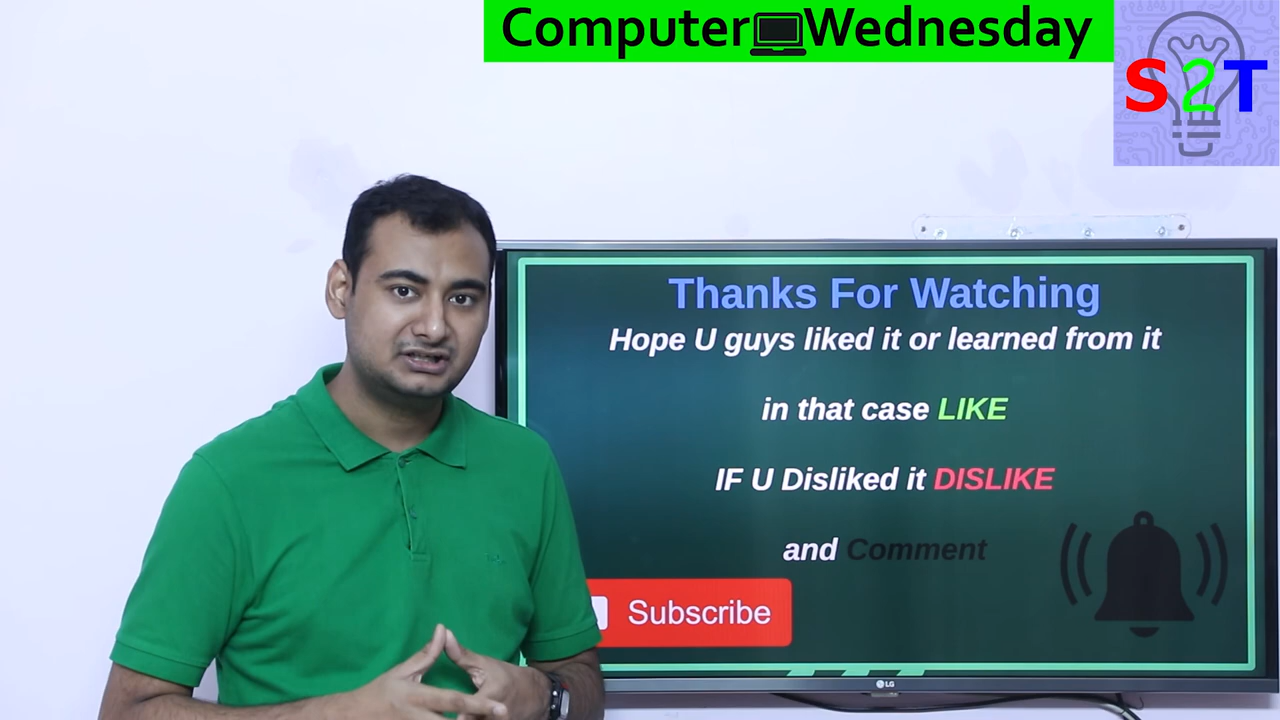 Computer Wednesday
S2T
Thanks For Watching
Hope U guys liked it or learned from it
in that case LIKE
IF U Disliked it DISLIKE
and Comment
Subscribe
LG